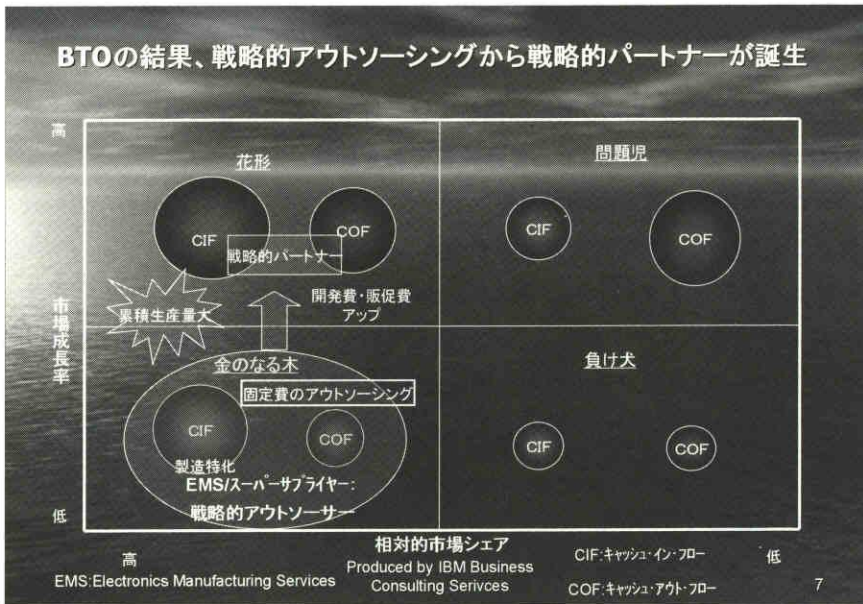 BTOの結果、戦略的アウトソーシングから戦略的パートナーが誕生
高
花形
問題児
CIF
COF
CIF
COF
戦略的パートナー
累積生産量大
開発費・販促費
アップ
市場成長率
金のなる木
負け犬
固定費のアウトソーシング
CIF
COF
CIF
COF
製造特化
EMS/スーパーサプライヤー:
戦略的アウトソーサー
低
高
相対的市場シェア
低
EMS:Electronics Manufacturing Services
Produced by IBM Business
Consulting Serivces
CIF:キャッシュ・イン・フロー
COF:キャッシュ・アウト・フロー
7